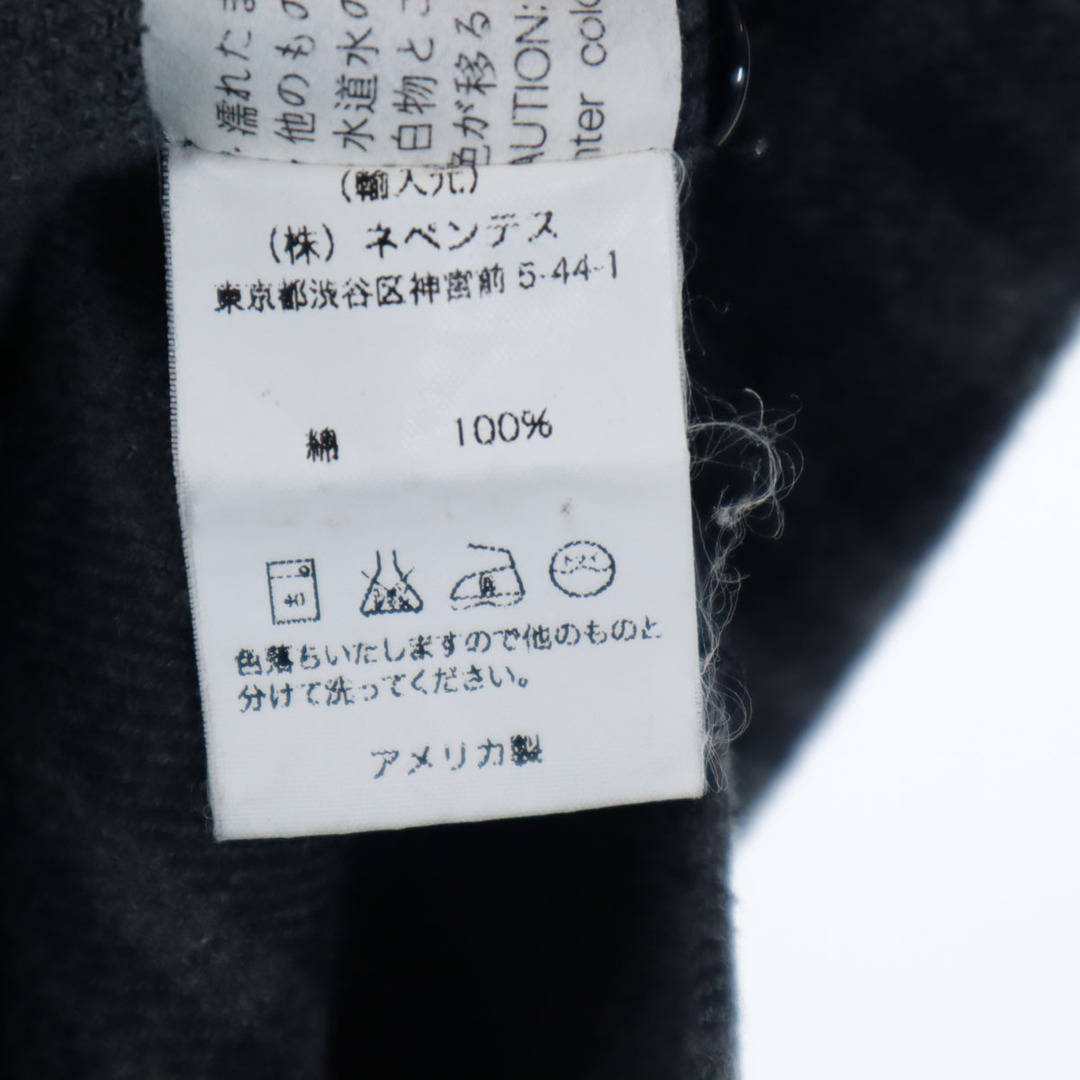 濡れたま
他のもの
水道水の
白物とこ
色が移る
AUTION:
nter colo
(輸入元)
(株) ネペンテス
東京都渋谷区神宮前 5-44-1
綿 100%
色落ちいたしますので他のものと
分けて洗ってください。
アメリカ製